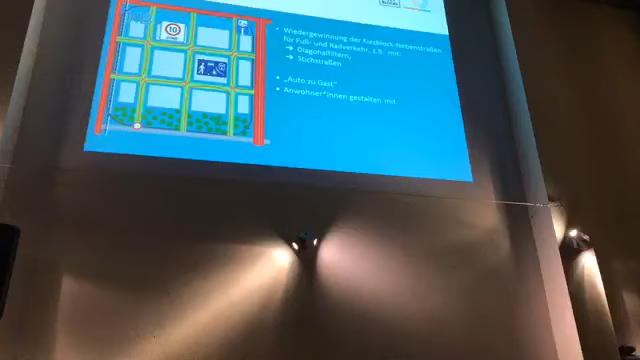 10
ZONE
• Wiedergewinnung der Kiezblock-Nebenstraßen
für Fuß- und Radverkehr, z.B. mit:
➔ Diagonalfiltern,
➔ Stichstraßen
• „Auto zu Gast“
• Anwohner*innen gestalten mit